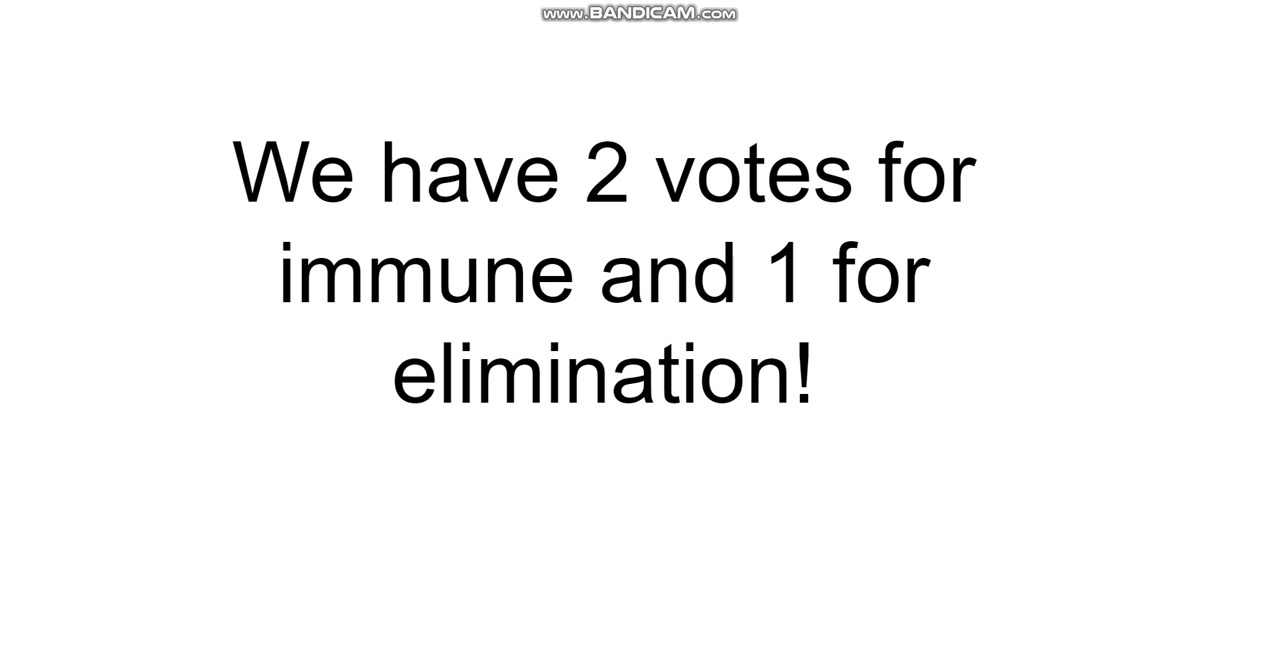 www.BANDICAM.com
We have 2 votes for
immune and 1 for
elimination!